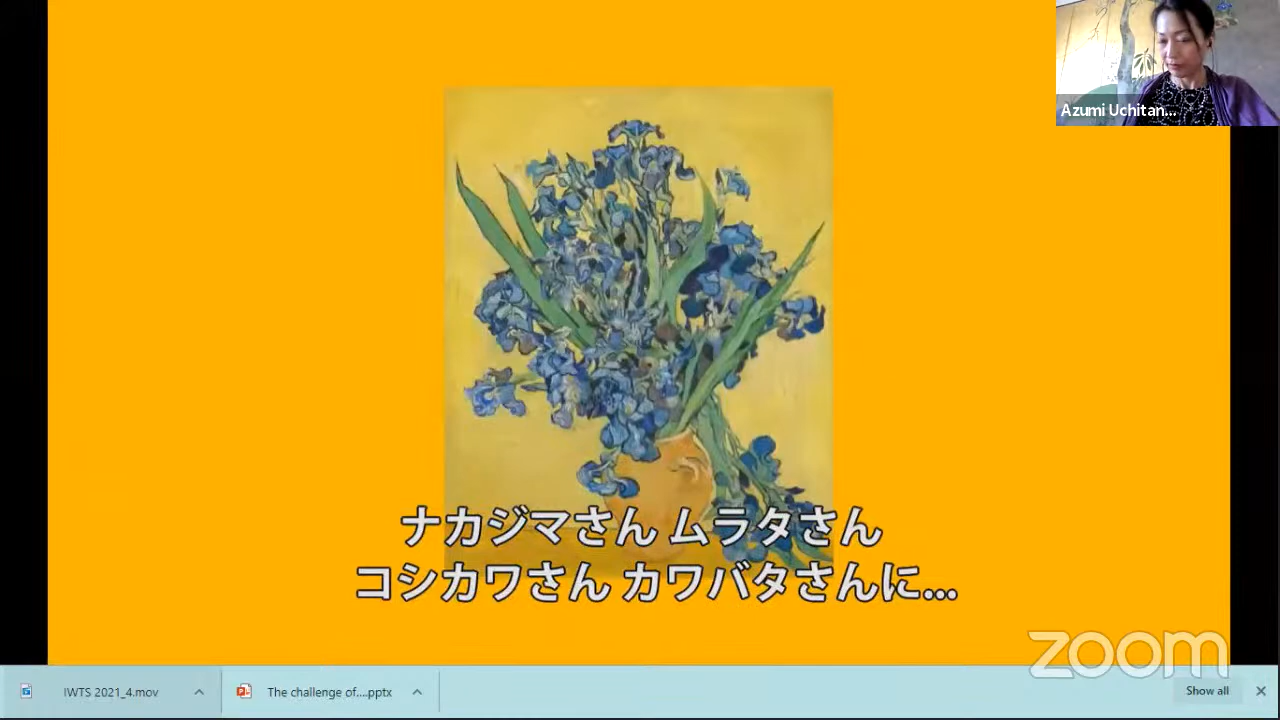 Azumi Uchitan...
ナカジマさん ムラタさん
コシカワさん カワバタさんに...
zoom
IWTS 2021_4.mov
The challenge of....pptx
Show all